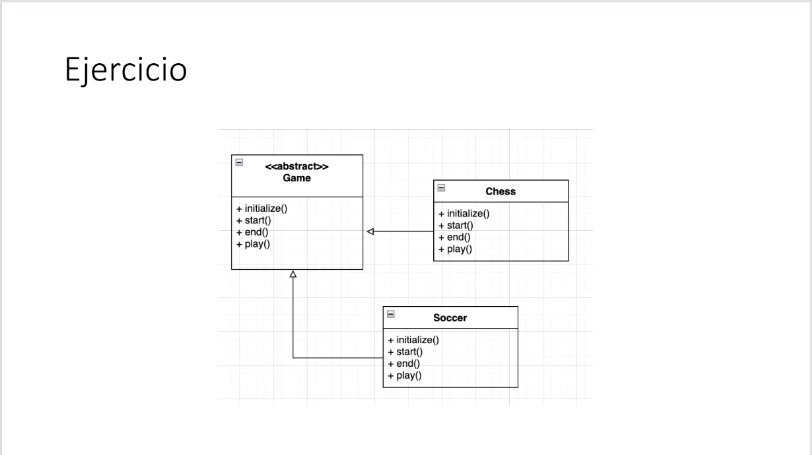 Ejercicio
<<abstract>>
Game
+ initialize()
+ start()
+ end()
+ play()
Chess
+ initialize()
+ start()
+ end()
+ play()
Soccer
+ initialize()
+ start()
+ end()
+ play()